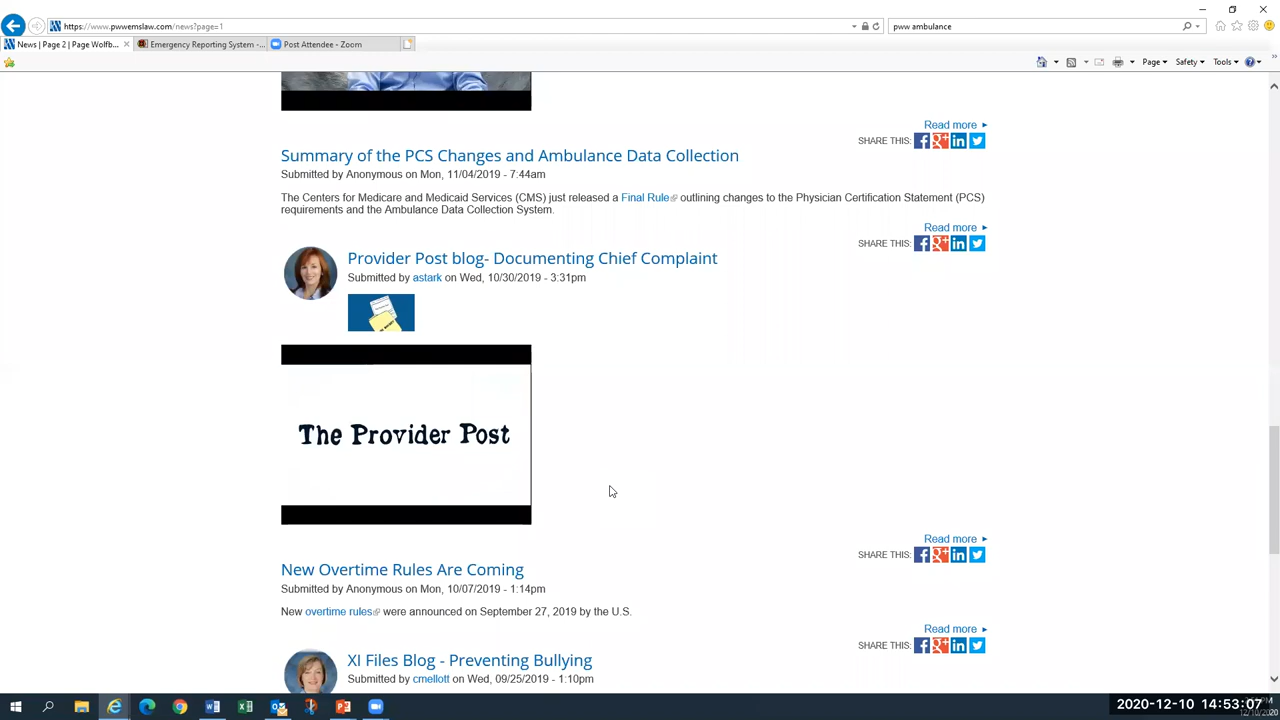 https://www.pwwemslaw.com/news?page=1
pww ambulance
News | Page 2 | Page Wolfb...
Emergency Reporting System -...
Post Attendee - Zoom
Page
Safety
Tools
Read more
SHARE THIS:
Summary of the PCS Changes and Ambulance Data Collection
Submitted by Anonymous on Mon, 11/04/2019 - 7:44am
The Centers for Medicare and Medicaid Services (CMS) just released a Final Rule outlining changes to the Physician Certification Statement (PCS)
requirements and the Ambulance Data Collection System.
Read more
SHARE THIS:
Provider Post blog- Documenting Chief Complaint
Submitted by astark on Wed, 10/30/2019 - 3:31pm
The Provider Post
Read more
SHARE THIS:
New Overtime Rules Are Coming
Submitted by Anonymous on Mon, 10/07/2019 - 1:14pm
New overtime rules were announced on September 27, 2019 by the U.S.
Read more
SHARE THIS:
XI Files Blog - Preventing Bullying
Submitted by cmellott on Wed, 09/25/2019 - 1:10pm
2020-12-10 14:53:07